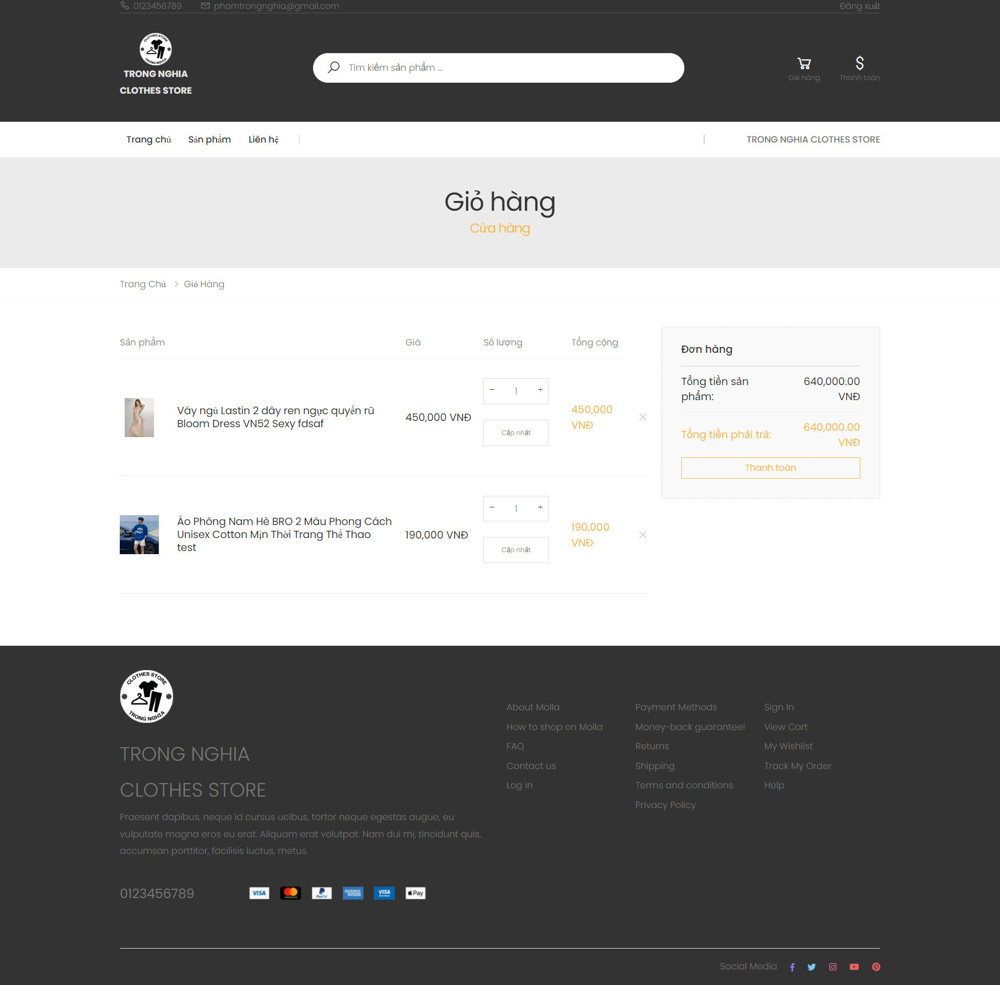 0123456789 phamtrongnghia@gmail.com Đăng xuất
CLOTHES STORE
TRONG NGHIA
TRONG NGHIA
CLOTHES STORE
Tìm kiếm sản phẩm ...
Giỏ hàng Thanh toán
Trang chủ Sản phẩm Liên hệ TRONG NGHIA CLOTHES STORE
Giỏ hàng
Cửa hàng
Trang Chủ > Giỏ Hàng
Sản phẩm Giá Số lượng Tổng cộng
Váy ngủ Lastin 2 dây ren ngực quyến rũ
Bloom Dress VN52 Sexy fdsaf
450,000 VNĐ
− 1 +
Cập nhật
450,000
VNĐ
Áo Phông Nam Hè BRO 2 Màu Phong Cách
Unisex Cotton Mịn Thời Trang Thể Thao
test
190,000 VNĐ
− 1 +
Cập nhật
190,000
VNĐ
Đơn hàng
Tổng tiền sản
phẩm:
640,000.00
VNĐ
Tổng tiền phải trả:
640,000.00
VNĐ
Thanh toán
CLOTHES STORE
TRONG NGHIA
TRONG NGHIA
CLOTHES STORE
Praesent dapibus, neque id cursus ucibus, tortor neque egestas augue, eu
vulputate magna eros eu erat. Aliquam erat volutpat. Nam dui mi, tincidunt quis,
accumsan porttitor, facilisis luctus, metus.
0123456789
VISA
PayPal
VISA
Pay
About Molla
How to shop on Molla
FAQ
Contact us
Log in
Payment Methods
Money-back guarantee!
Returns
Shipping
Terms and conditions
Privacy Policy
Sign In
View Cart
My Wishlist
Track My Order
Help
Social Media